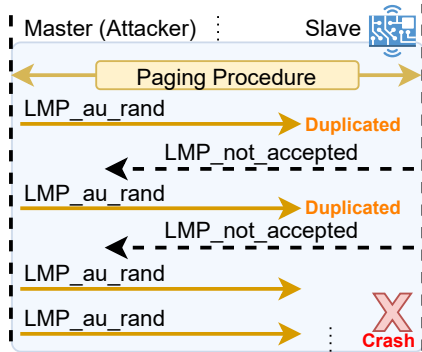 Master (Attacker) Slave
Paging Procedure
LMP_au_rand
Duplicated
LMP_not_accepted
LMP_au_rand
Duplicated
LMP_not_accepted
LMP_au_rand
LMP_au_rand
Crash